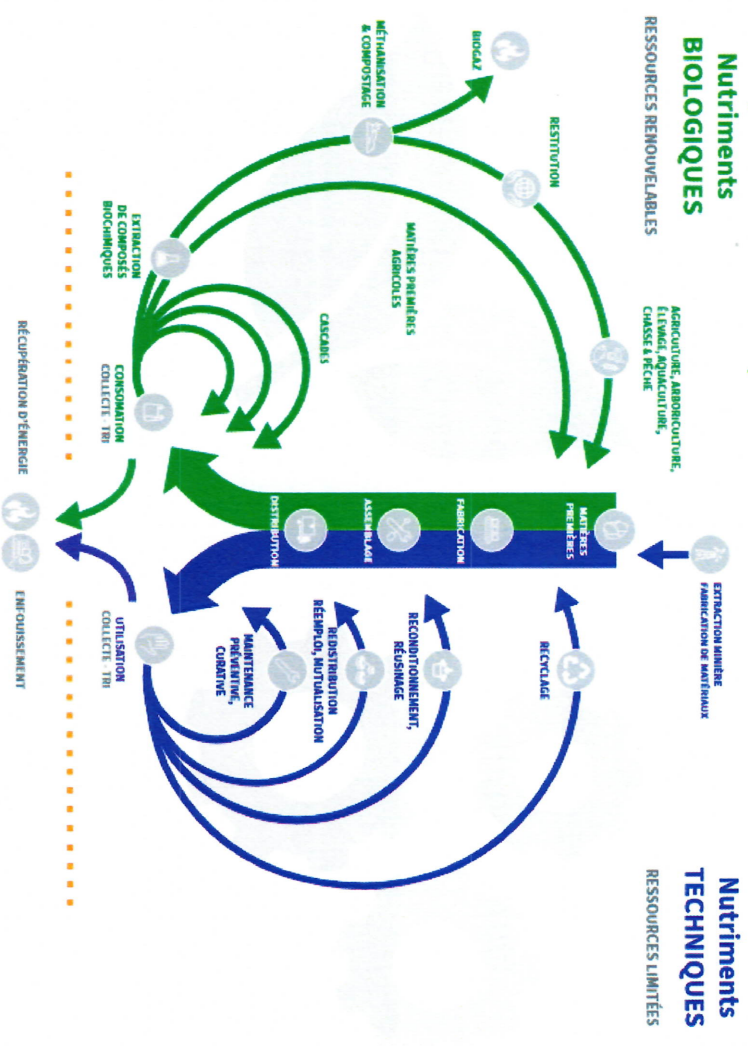 Nutriments
BIOLOGIQUES
RESSOURCES RENOUVELABLES
Nutriments
TECHNIQUES
RESSOURCES LIMITÉES
BIOGAZ
MÉTHANISATION
& COMPOSTAGE
RESTITUTION
AGRICULTURE, ARBORICULTURE,
ÉLEVAGE, AQUACULTURE,
CHASSE & PÊCHE
EXTRACTION MINIÈRE
FABRICATION DE MATÉRIAUX
MATIÈRES PREMIÈRES
AGRICOLES
EXTRACTION
DE COMPOSÉS
BIOCHIMIQUES
CASCADES
MATIÈRES
PREMIÈRES
FABRICATION
ASSEMBLAGE
DISTRIBUTION
RECYCLAGE
RECONDITIONNEMENT,
RÉUSINAGE
REDISTRIBUTION
RÉEMPLOI, MUTUALISATION
MAINTENANCE
PRÉVENTIVE,
CURATIVE
CONSOMATION
COLLECTE - TRI
UTILISATION
COLLECTE - TRI
RÉCUPÉRATION D'ÉNERGIE
ENFOUISSEMENT